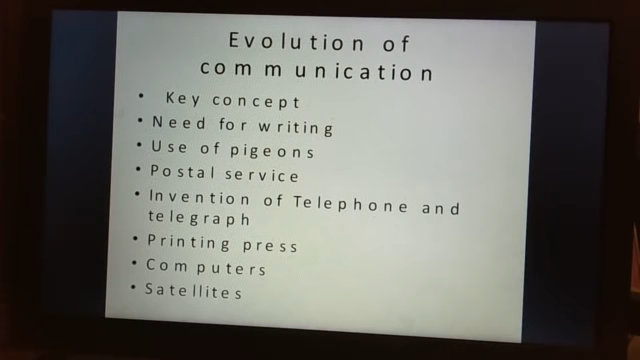 Evolution of
communication
• Key concept
• Need for writing
• Use of pigeons
• Postal service
• Invention of Telephone and
telegraph
• Printing press
• Computers
• Satellites